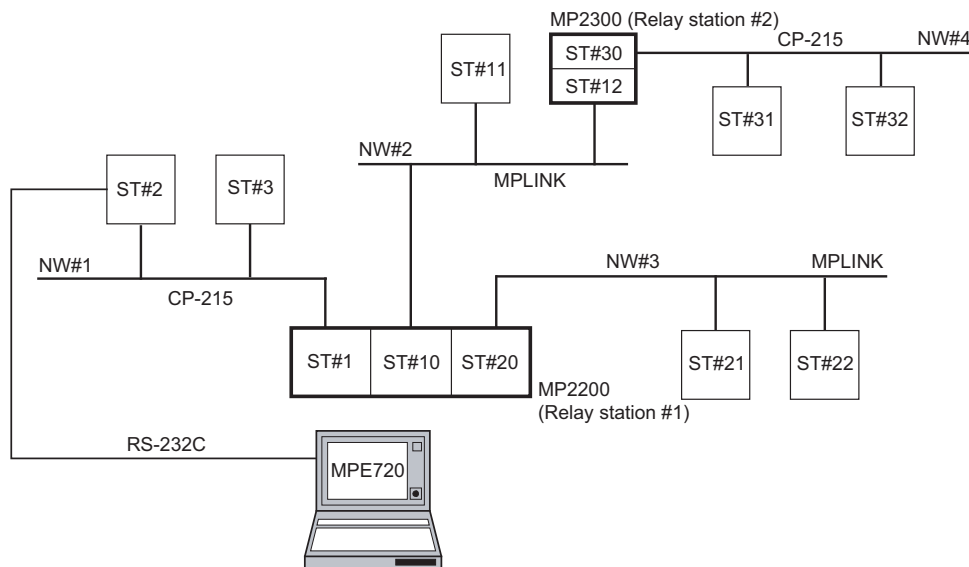 MP2300 (Relay station #2)
CP-215
NW#4
ST#11
ST#30
ST#12
ST#31
ST#32
NW#2
MPLINK
ST#2
ST#3
NW#1
CP-215
NW#3
MPLINK
ST#1
ST#10
ST#20
ST#21
ST#22
MP2200
(Relay station #1)
RS-232C
MPE720